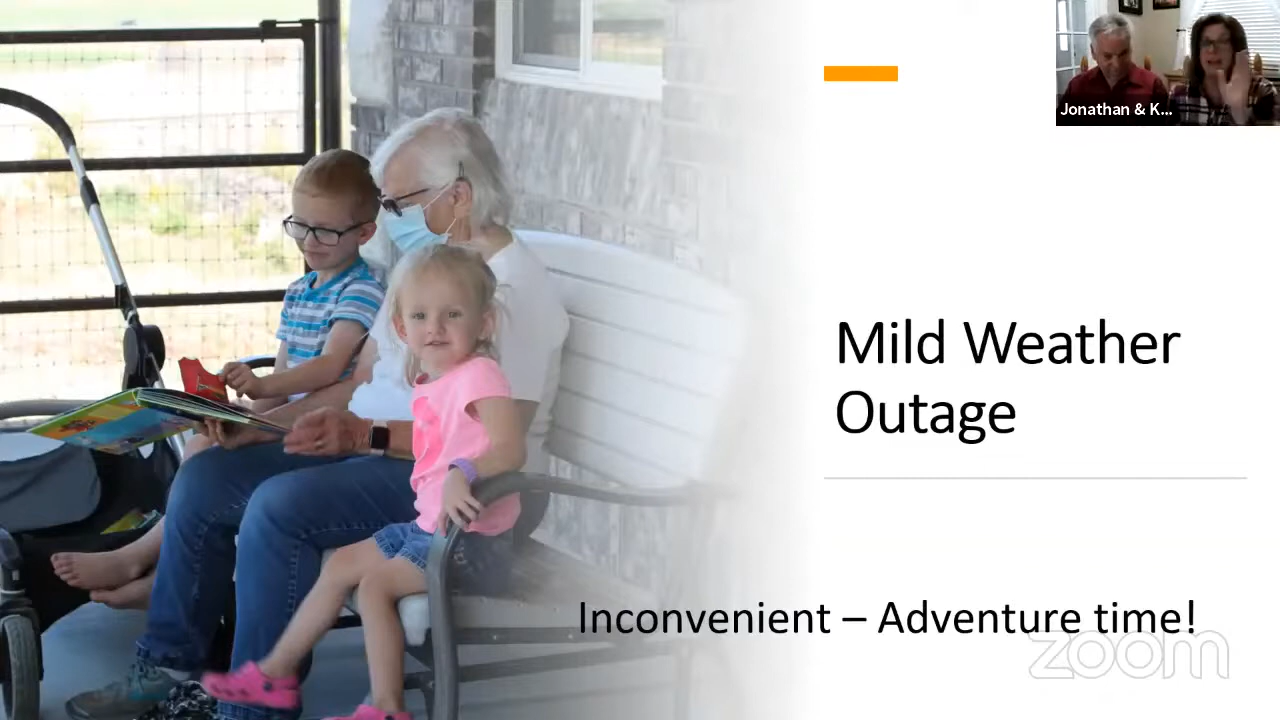 Jonathan & K...
Mild Weather
Outage
Inconvenient – Adventure time!
zoom